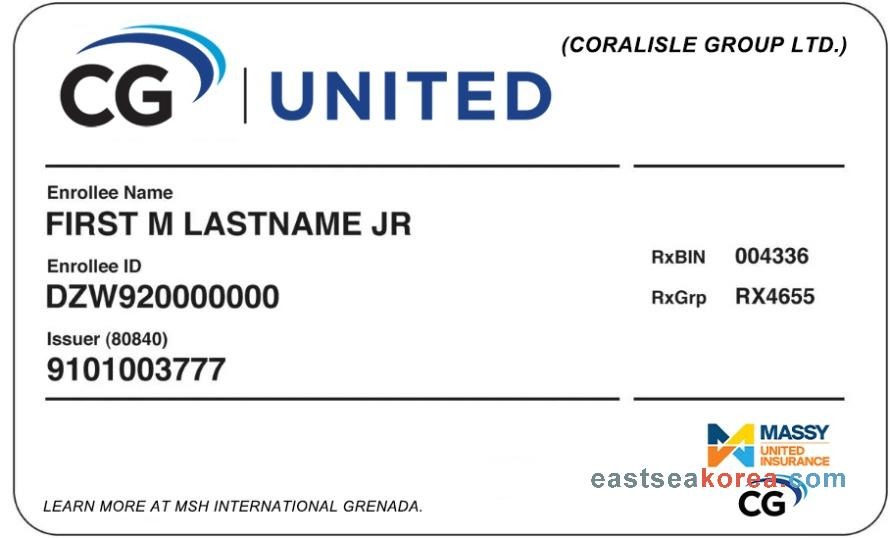 (CORALISLE GROUP LTD.)
CG | UNITED
Enrollee Name
FIRST M LASTNAME JR
Enrollee ID
DZW920000000
RxBIN 004336
RxGrp RX4655
Issuer (80840)
9101003777
MASSY
UNITED
INSURANCE
eastseakorea.com
CG
LEARN MORE AT MSH INTERNATIONAL GRENADA.